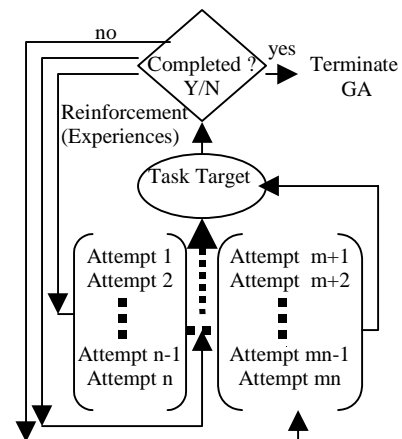 no
yes
Completed ?
Y/N
Terminate
GA
Reinforcement
(Experiences)
Task Target
Attempt 1
Attempt 2
Attempt n-1
Attempt n
Attempt m+1
Attempt m+2
Attempt mn-1
Attempt mn